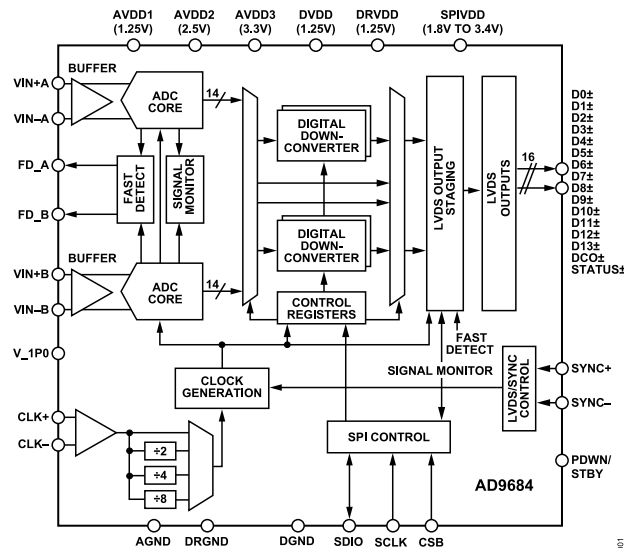 AVDD1 AVDD2 AVDD3 DVDD DRVDD SPIVDD
(1.25V) (2.5V) (3.3V) (1.25V) (1.25V) (1.8V TO 3.4V)
BUFFER
VIN+A
VIN–A
ADC
CORE
14
FD_A
FD_B
FAST
DETECT
SIGNAL
MONITOR
BUFFER
VIN+B
VIN–B
ADC
CORE
14
DIGITAL
DOWN-
CONVERTER
DIGITAL
DOWN-
CONVERTER
CONTROL
REGISTERS
LVDS OUTPUT
STAGING
LVDS
OUTPUTS
16
D0±
D1±
D2±
D3±
D4±
D5±
D6±
D7±
D8±
D9±
D10±
D11±
D12±
D13±
DCO±
STATUS±
FAST
DETECT
SIGNAL MONITOR
V_1P0
CLOCK
GENERATION
LVDS/SYNC
CONTROL
SYNC+
SYNC–
CLK+
CLK–
÷2
÷4
÷8
SPI CONTROL
PDWN/
STBY
AD9684
AGND DRGND DGND SDIO SCLK CSB
001